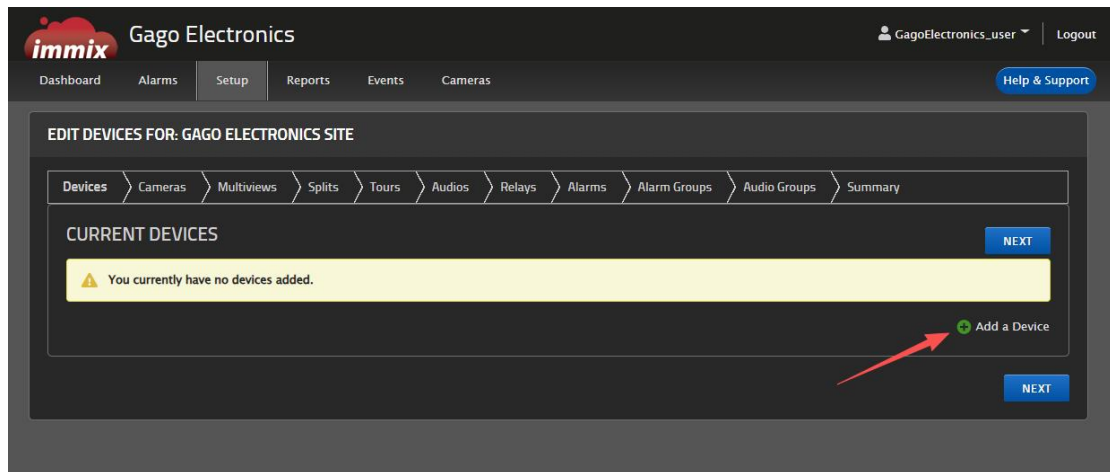 immix
Gago Electronics
GagoElectronics_user
Logout
Dashboard Alarms Setup Reports Events Cameras
Help & Support
EDIT DEVICES FOR: GAGO ELECTRONICS SITE
Devices Cameras Multiviews Splits Tours Audios Relays Alarms Alarm Groups Audio Groups Summary
CURRENT DEVICES
NEXT
You currently have no devices added.
Add a Device
NEXT